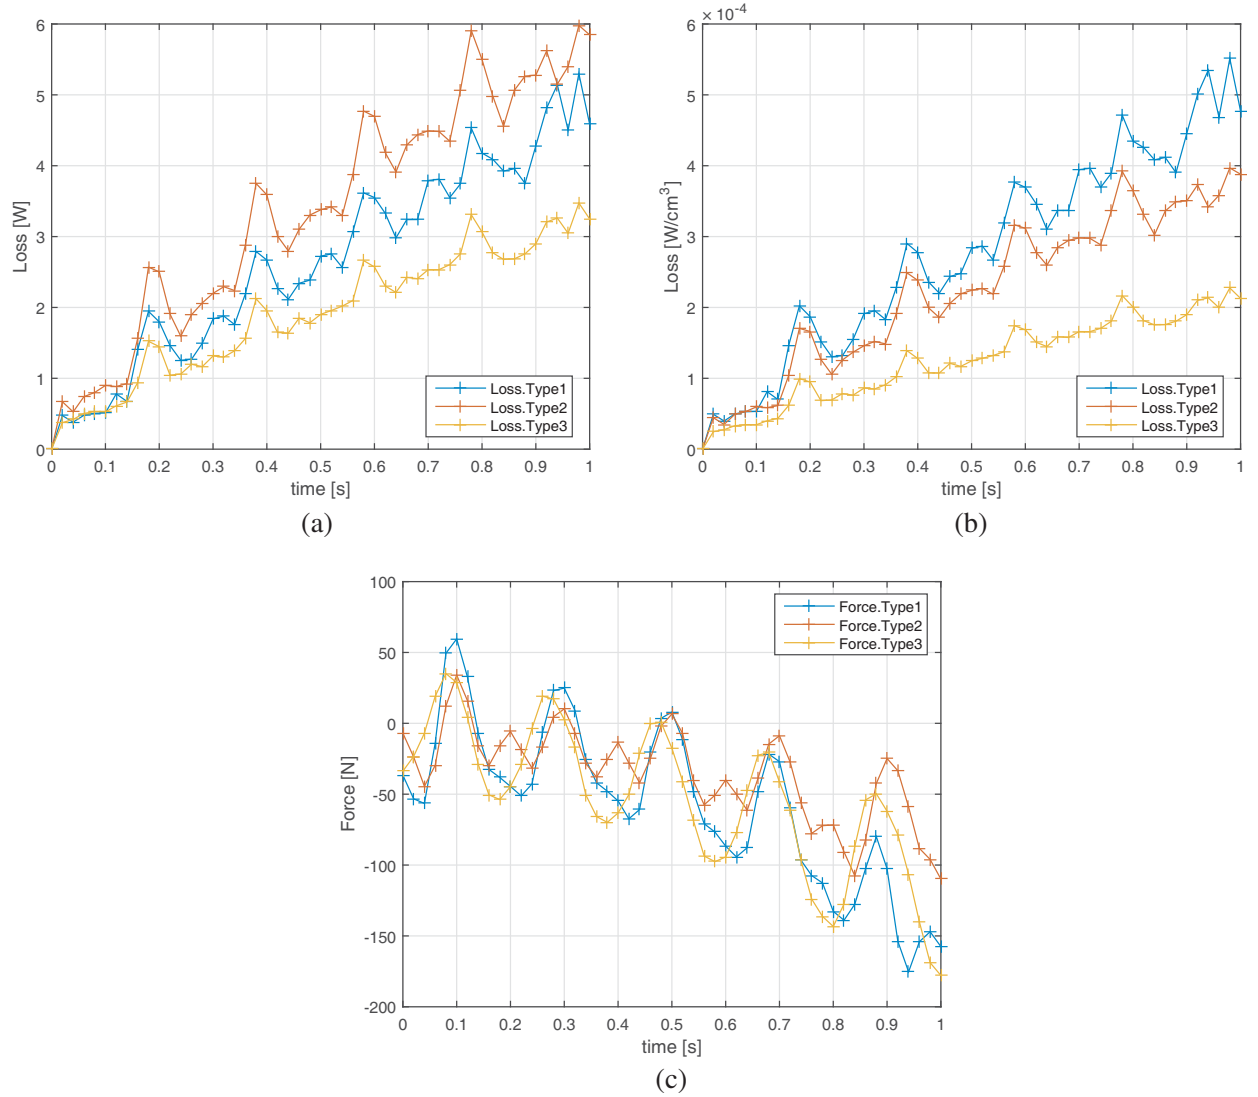 6
5
4
3
2
1
0
Loss [W]
0 0.1 0.2 0.3 0.4 0.5 0.6 0.7 0.8 0.9 1
time [s]
Loss.Type1
Loss.Type2
Loss.Type3
(a)
× 10⁻⁴
6
5
4
3
2
1
0
Loss [W/cm³]
0 0.1 0.2 0.3 0.4 0.5 0.6 0.7 0.8 0.9 1
time [s]
Loss.Type1
Loss.Type2
Loss.Type3
(b)
100
50
0
-50
-100
-150
-200
Force [N]
0 0.1 0.2 0.3 0.4 0.5 0.6 0.7 0.8 0.9 1
time [s]
Force.Type1
Force.Type2
Force.Type3
(c)